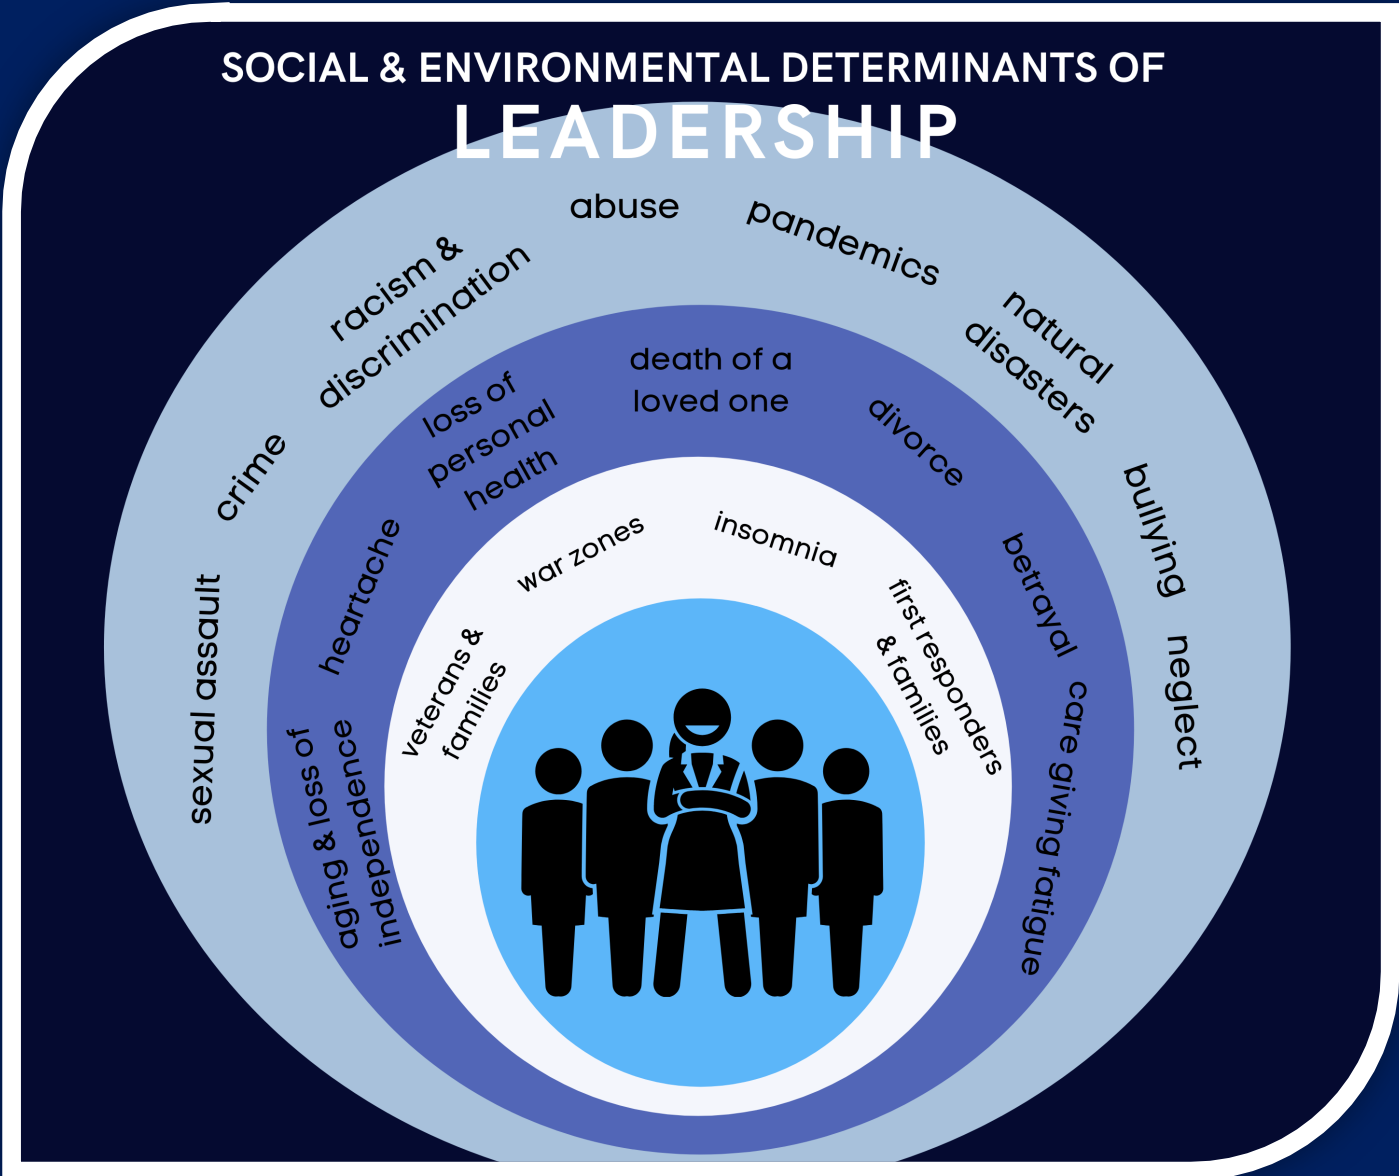 SOCIAL & ENVIRONMENTAL DETERMINANTS OF
LEADERSHIP
abuse
pandemics
racism &
discrimination
natural
disasters
crime
bullying
sexual assault
neglect
death of a
loved one
loss of
personal
health
divorce
heartache
betrayal
aging & loss of
independence
care giving fatigue
war zones
insomnia
veterans &
families
first responders
& families